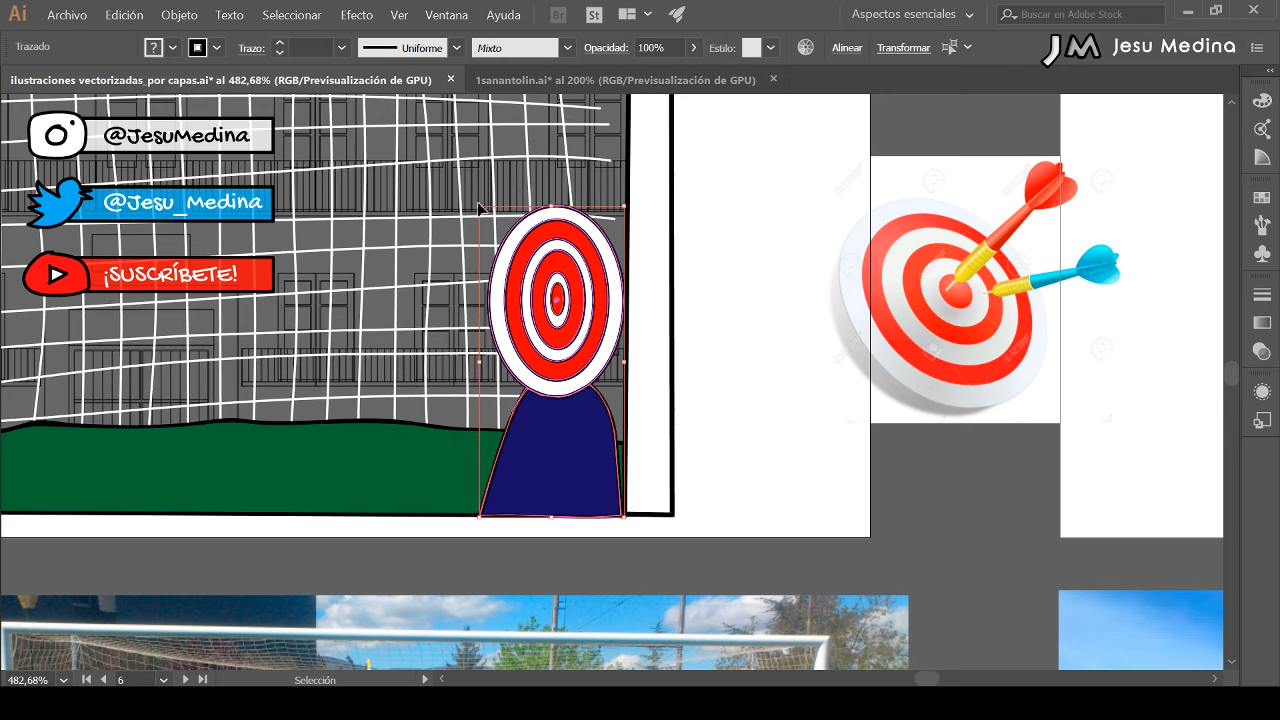 Ai Archivo Edición Objeto Texto Seleccionar Efecto Ver Ventana Ayuda Br St Aspectos esenciales Buscar en Adobe Stock
Trazado ? Trazo: Uniforme Mixto Opacidad: 100% Estilo: Alinear Transformar JM Jesu Medina
ilustraciones vectorizadas_por capas.ai* al 482,68% (RGB/Previsualización de GPU) 1sanantolin.ai* al 200% (RGB/Previsualización de GPU)
@JesuMedina
@Jesu_Medina
¡SUSCRÍBETE!
482,68% 6 Selección